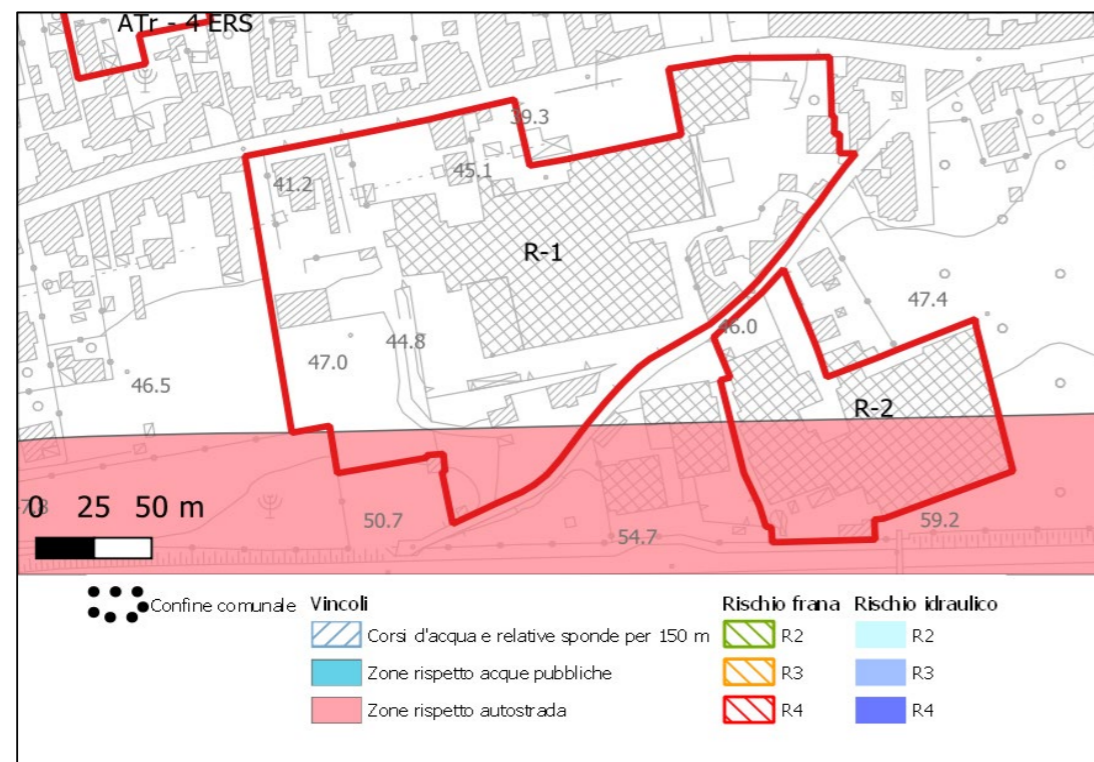 ATr - 4 ERS
39.3
45.1
41.2
R-1
47.4
46.0
44.8
47.0
46.5
R-2
0 25 50 m
50.7
54.7
59.2
Confine comunale
Vincoli
Corsi d'acqua e relative sponde per 150 m
Zone rispetto acque pubbliche
Zone rispetto autostrada
Rischio frana
R2
R3
R4
Rischio idraulico
R2
R3
R4